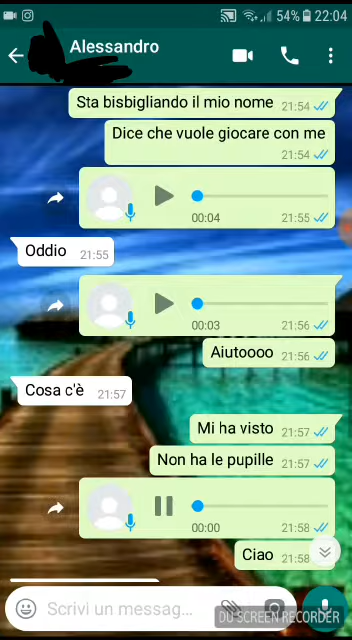 54% 22:04
Alessandro
Sta bisbigliando il mio nome 21:54
Dice che vuole giocare con me
21:54
00:04 21:55
Oddio 21:55
00:03 21:56
Aiutoooo 21:56
Cosa c'è 21:57
Mi ha visto 21:57
Non ha le pupille 21:57
00:00 21:58
Ciao 21:58
Scrivi un messag...
DU SCREEN RECORDER